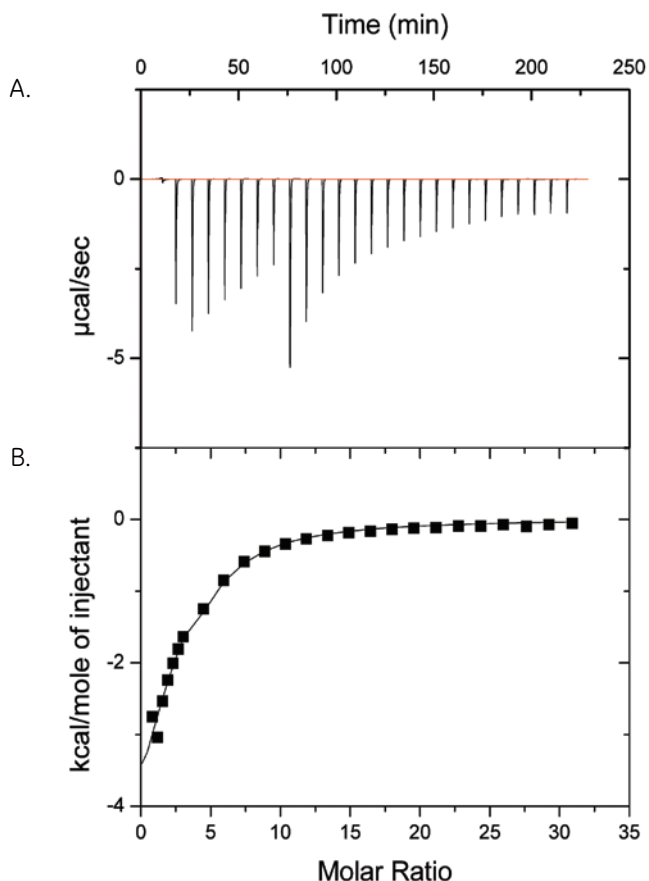 Time (min)
0 50 100 150 200 250
A.
0
-5
µcal/sec
B.
0
-2
-4
kcal/mole of injectant
0 5 10 15 20 25 30 35
Molar Ratio